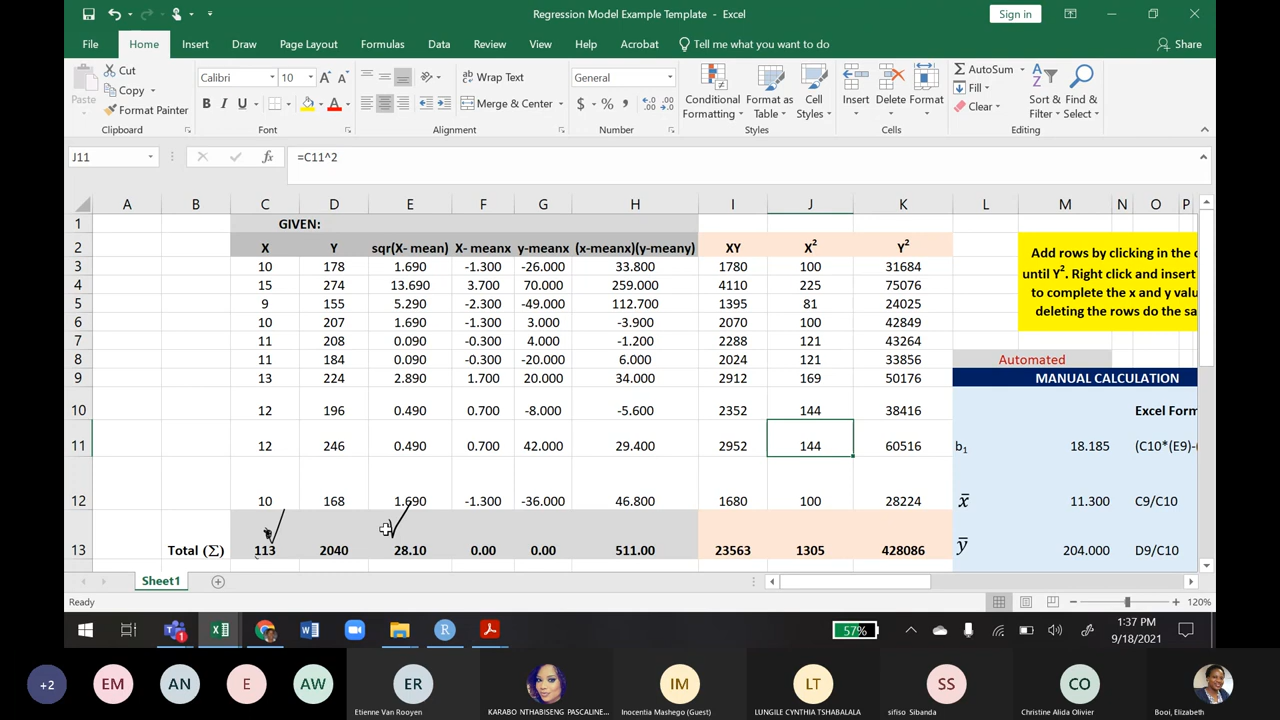 Regression Model Example Template - Excel
Sign in
File Home Insert Draw Page Layout Formulas Data Review View Help Acrobat Tell me what you want to do Share
Paste Cut Copy Format Painter Clipboard
Calibri 10 B I U Font
Wrap Text Merge & Center Alignment
General $ % , Number
Conditional Formatting Format as Table Cell Styles Styles
Insert Delete Format Cells
AutoSum Fill Clear Sort & Filter Find & Select Editing
J11 fx =C11^2
A B C D E F G H I J K L M N O P
1 GIVEN:
2 X Y sqr(X- mean) X- meanx y-meanx (x-meanx)(y-meany) XY X² Y²
3 10 178 1.690 -1.300 -26.000 33.800 1780 100 31684
4 15 274 13.690 3.700 70.000 259.000 4110 225 75076
5 9 155 5.290 -2.300 -49.000 112.700 1395 81 24025
6 10 207 1.690 -1.300 3.000 -3.900 2070 100 42849
7 11 208 0.090 -0.300 4.000 -1.200 2288 121 43264
8 11 184 0.090 -0.300 -20.000 6.000 2024 121 33856
9 13 224 2.890 1.700 20.000 34.000 2912 169 50176
10 12 196 0.490 0.700 -8.000 -5.600 2352 144 38416
11 12 246 0.490 0.700 42.000 29.400 2952 144 60516
12 10 168 1.690 -1.300 -36.000 46.800 1680 100 28224
13 Total (Σ) 113 2040 28.10 0.00 0.00 511.00 23563 1305 428086
Add rows by clicking in the c
until Y². Right click and insert
to complete the x and y valu
deleting the rows do the sa
Automated
MANUAL CALCULATION
Excel Form
b₁ 18.185 (C10*(E9)-(
x̄ 11.300 C9/C10
ȳ 204.000 D9/C10
Sheet1
Ready
120%
57%
1:37 PM
9/18/2021
+2 EM AN E AW ER IM LT SS CO
Etienne Van Rooyen
KARABO NTHABISENG PASCALINE...
Inocentia Mashego (Guest)
LUNGILE CYNTHIA TSHABALALA
sifiso Sibanda
Christine Alida Olivier
Booi, Elizabeth